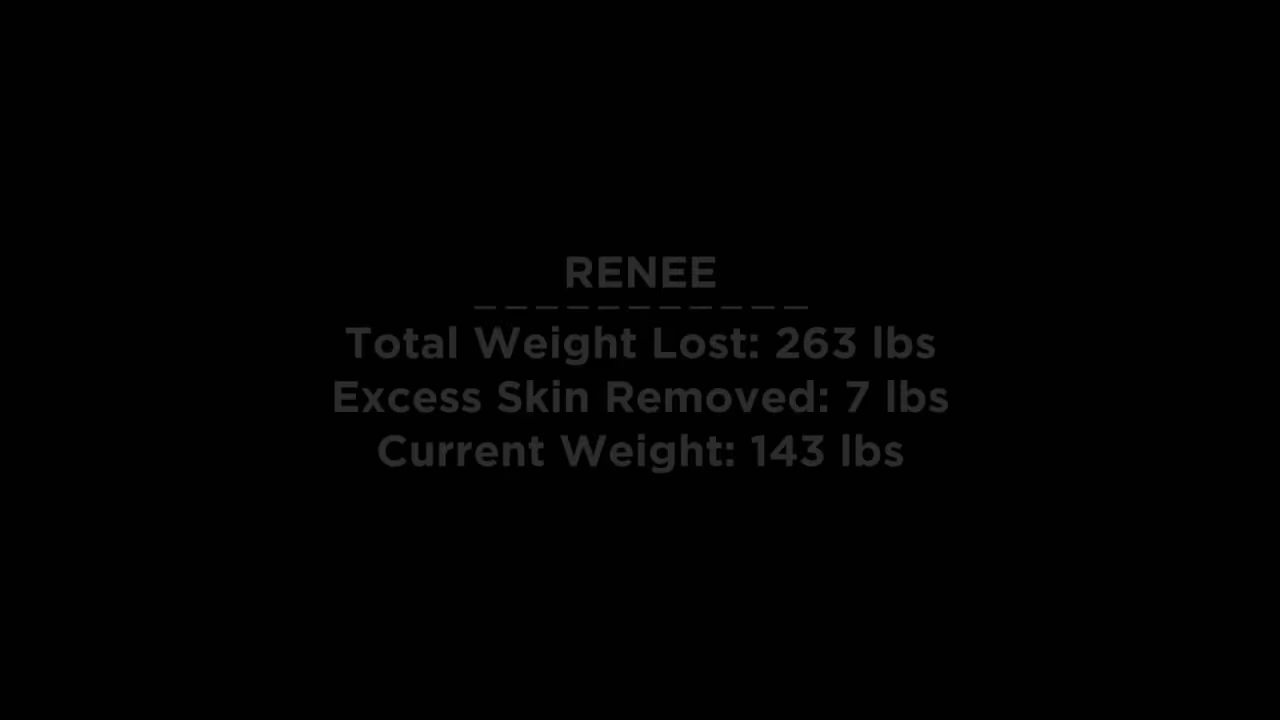 RENEE
Total Weight Lost: 263 lbs
Excess Skin Removed: 7 lbs
Current Weight: 143 lbs